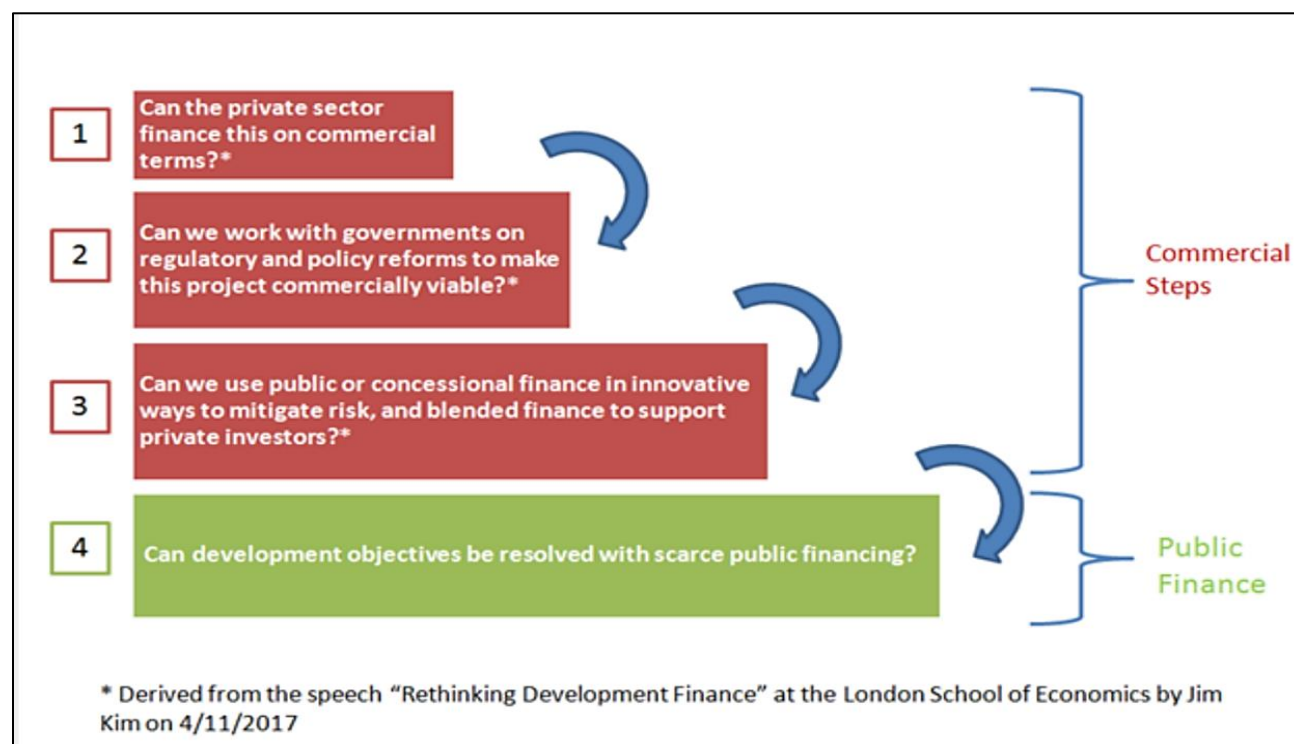 1
Can the private sector
finance this on commercial
terms?*
2
Can we work with governments on
regulatory and policy reforms to make
this project commercially viable?*
3
Can we use public or concessional finance in innovative
ways to mitigate risk, and blended finance to support
private investors?*
4
Can development objectives be resolved with scarce public financing?
Commercial
Steps
Public
Finance
* Derived from the speech “Rethinking Development Finance” at the London School of Economics by Jim
Kim on 4/11/2017